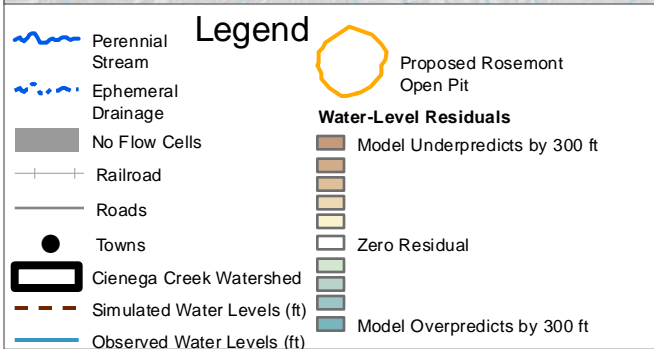 Legend
Perennial
Stream
Ephemeral
Drainage
No Flow Cells
Railroad
Roads
Towns
Cienega Creek Watershed
Simulated Water Levels (ft)
Observed Water Levels (ft)
Proposed Rosemont
Open Pit
Water-Level Residuals
Model Underpredicts by 300 ft
Zero Residual
Model Overpredicts by 300 ft